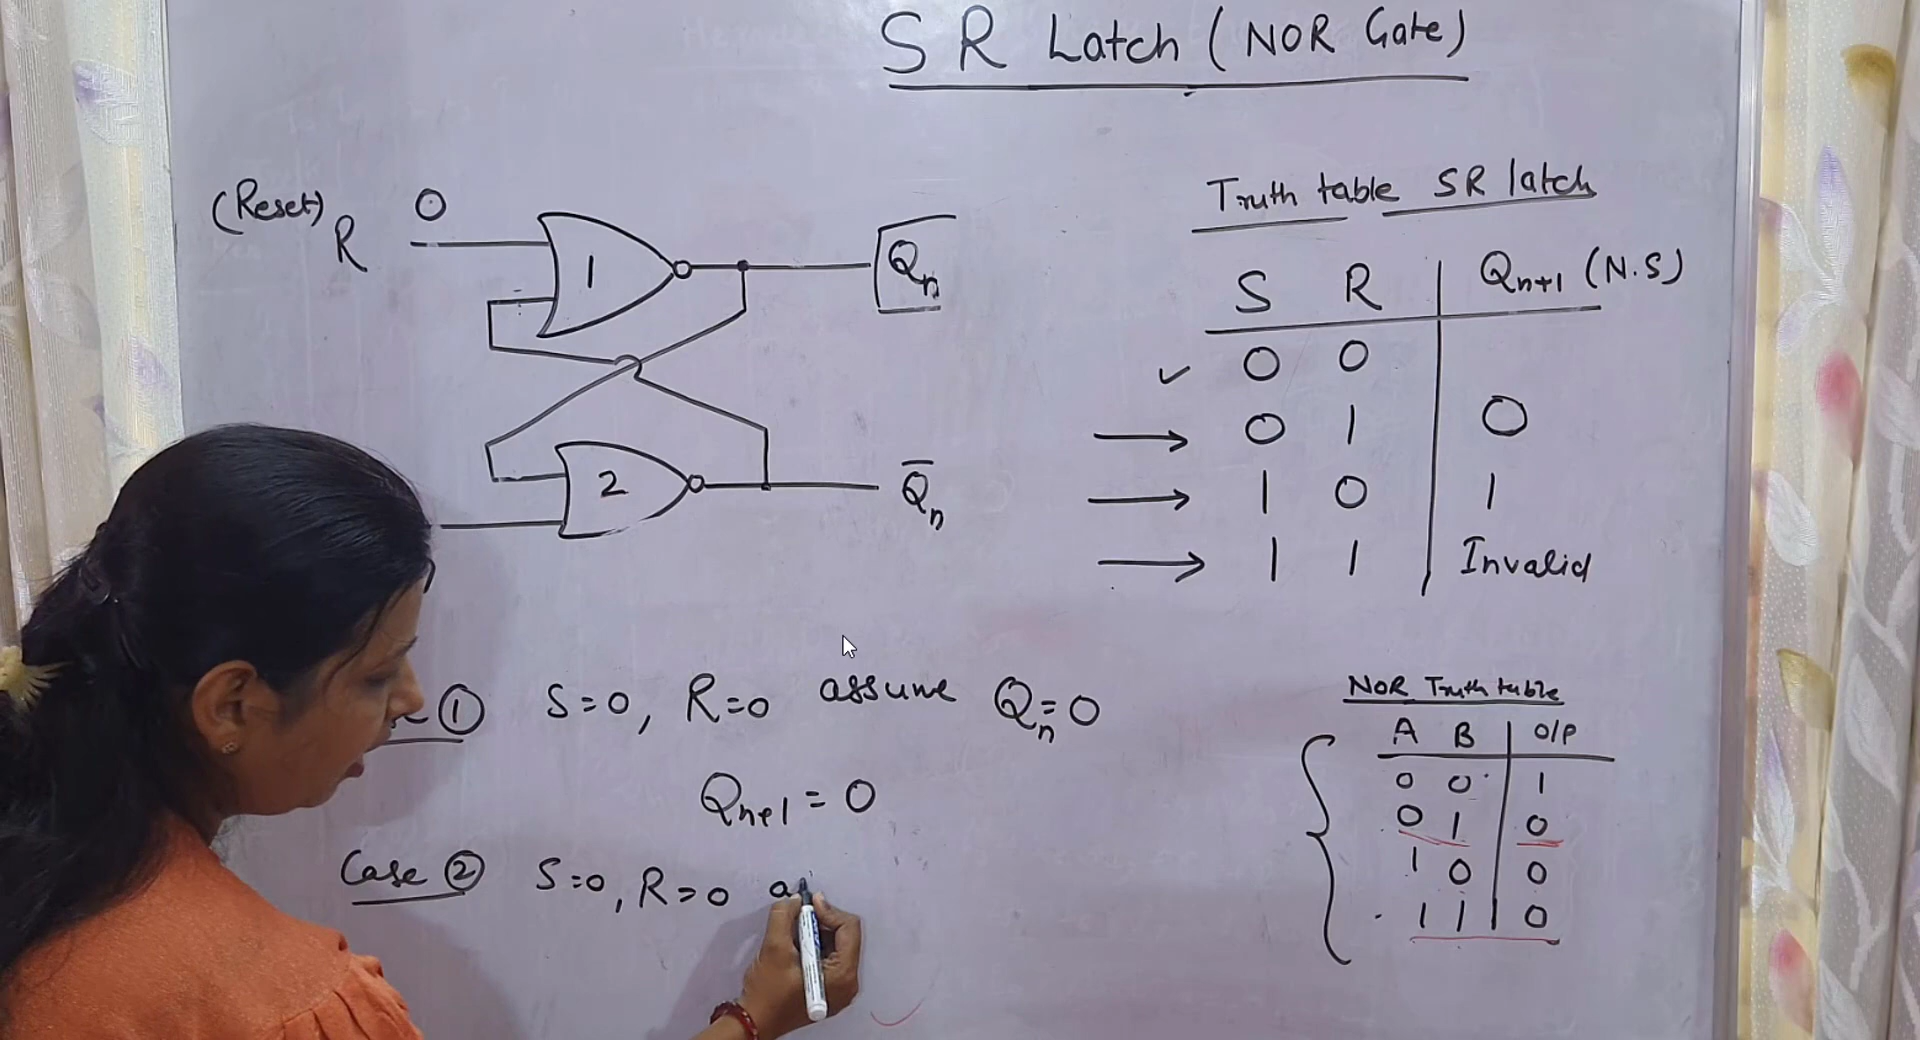 SR Latch (NOR Gate)
(Reset) R 0
1
Qn
2
Q̅n
Truth table SR latch
S R Qn+1 (N.S)
✓ 0 0
→ 0 1 0
→ 1 0 1
→ 1 1 Invalid
① S=0, R=0 assume Qn=0
Qn+1 = 0
Case ② S=0, R=0 a
NOR Truth table
A B O/P
0 0 1
0 1 0
1 0 0
1 1 0